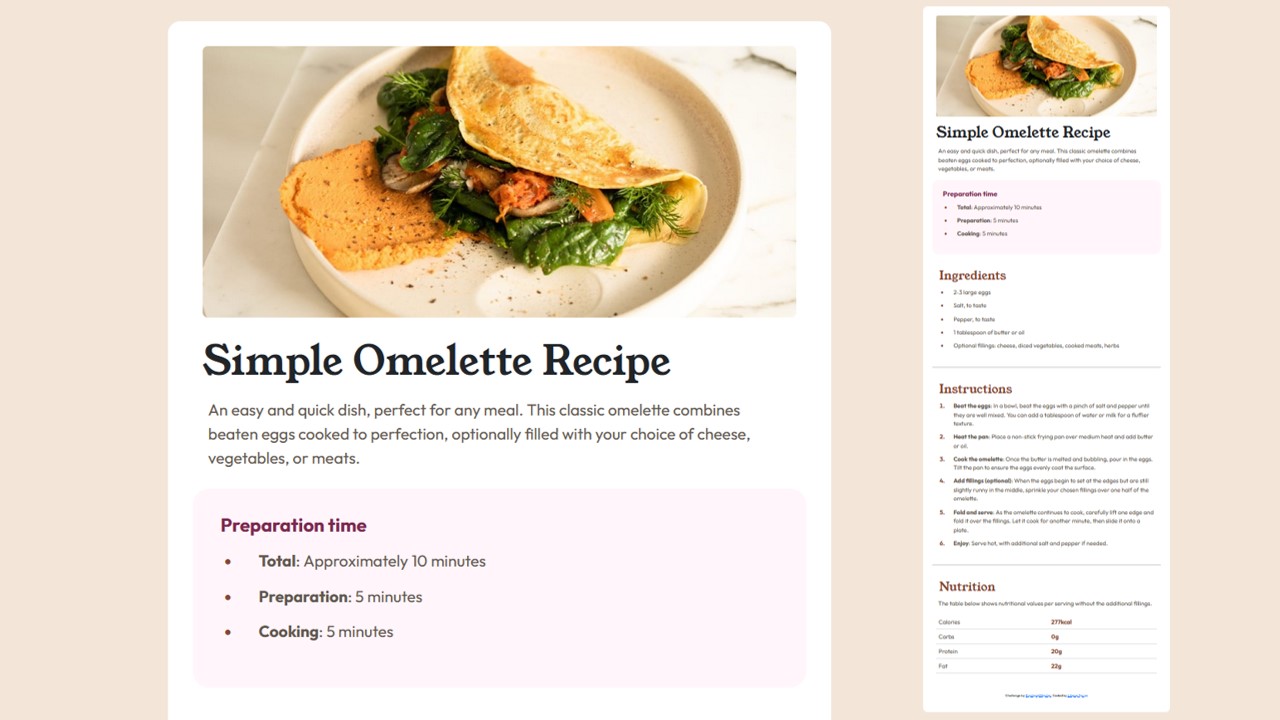 Simple Omelette Recipe
An easy and quick dish, perfect for any meal. This classic omelette combines
beaten eggs cooked to perfection, optionally filled with your choice of cheese,
vegetables, or meats.
Preparation time
• Total: Approximately 10 minutes
• Preparation: 5 minutes
• Cooking: 5 minutes
Simple Omelette Recipe
An easy and quick dish, perfect for any meal. This classic omelette combines
beaten eggs cooked to perfection, optionally filled with your choice of cheese,
vegetables, or meats.
Preparation time
• Total: Approximately 10 minutes
• Preparation: 5 minutes
• Cooking: 5 minutes
Ingredients
• 2-3 large eggs
• Salt, to taste
• Pepper, to taste
• 1 tablespoon of butter or oil
• Optional fillings: cheese, diced vegetables, cooked meats, herbs
Instructions
1. Beat the eggs: In a bowl, beat the eggs with a pinch of salt and pepper until
they are well mixed. You can add a tablespoon of water or milk for a fluffier
texture.
2. Heat the pan: Place a non-stick frying pan over medium heat and add butter
or oil.
3. Cook the omelette: Once the butter is melted and bubbling, pour in the eggs.
Tilt the pan to ensure the eggs evenly coat the surface.
4. Add fillings (optional): When the eggs begin to set at the edges but are still
slightly runny in the middle, sprinkle your chosen fillings over one half of the
omelette.
5. Fold and serve: As the omelette continues to cook, carefully lift one edge and
fold it over the fillings. Let it cook for another minute, then slide it onto a
plate.
6. Enjoy: Serve hot, with additional salt and pepper if needed.
Nutrition
The table below shows nutritional values per serving without the additional fillings.
Calories 277kcal
Carbs 0g
Protein 20g
Fat 22g